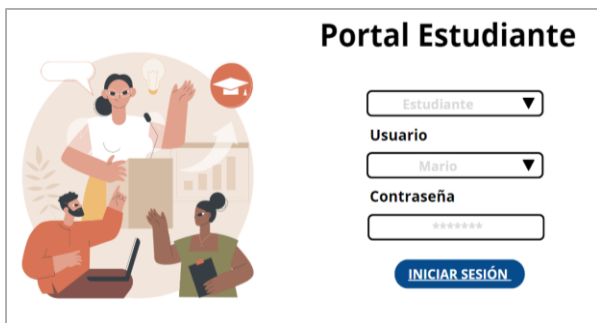 Portal Estudiante
Estudiante
Usuario
Mario
Contraseña
*******
INICIAR SESIÓN